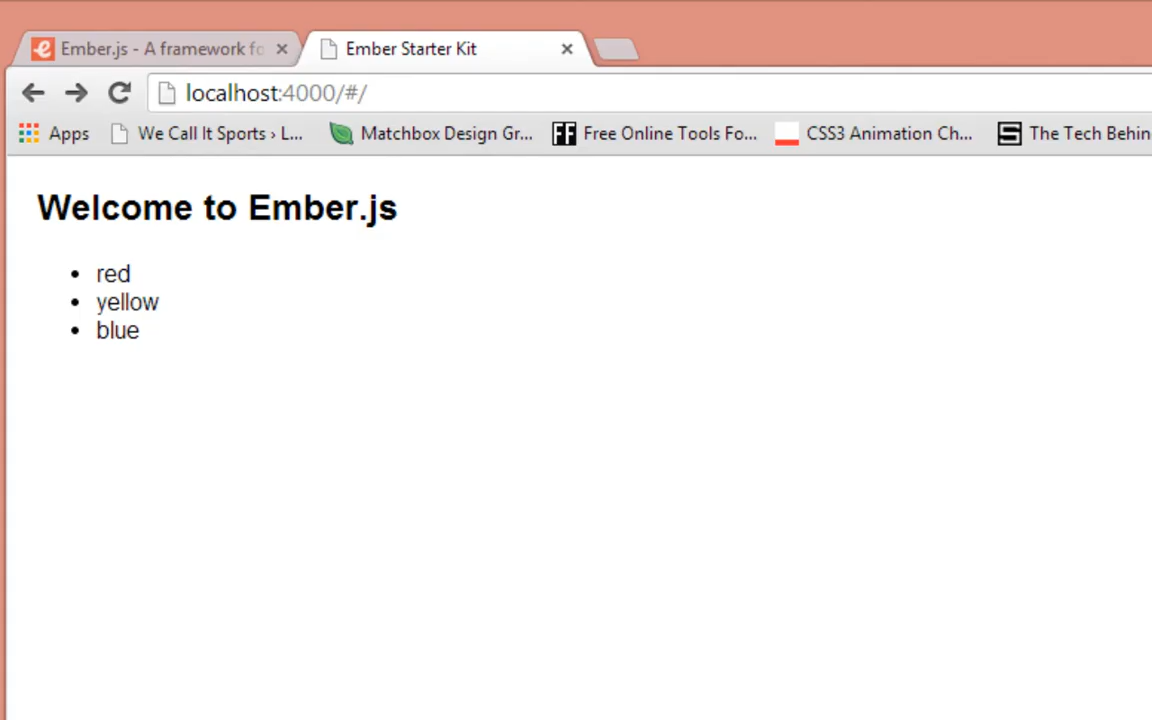 Ember.js - A framework fo
Ember Starter Kit
localhost:4000/#/
Apps We Call It Sports › L... Matchbox Design Gr... FF Free Online Tools Fo... CSS3 Animation Ch... The Tech Behin
Welcome to Ember.js
• red
• yellow
• blue